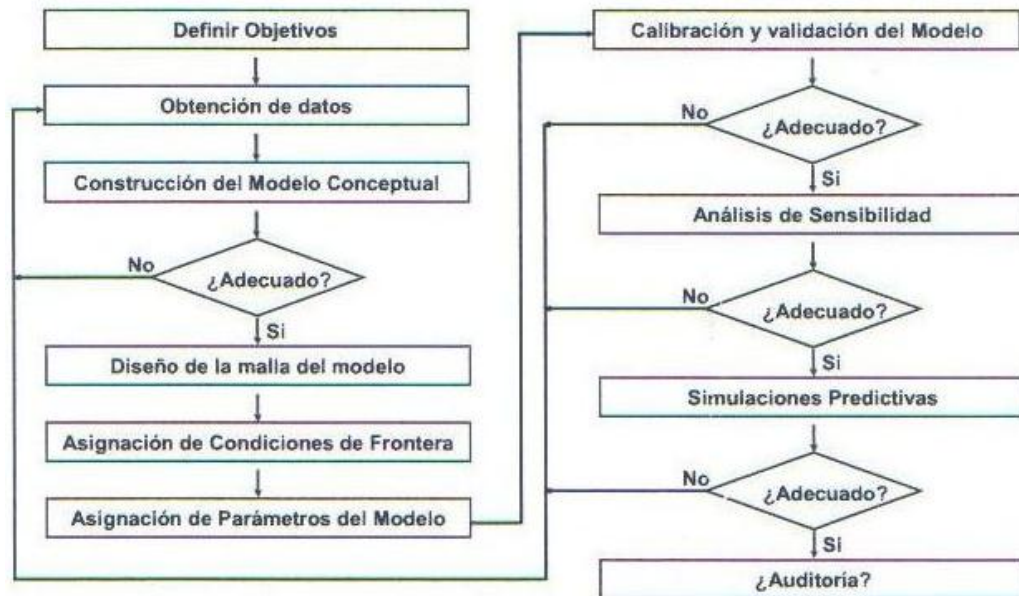 Definir Objetivos
Obtención de datos
Construcción del Modelo Conceptual
¿Adecuado?
No
Si
Diseño de la malla del modelo
Asignación de Condiciones de Frontera
Asignación de Parámetros del Modelo
Calibración y validación del Modelo
¿Adecuado?
No
Si
Análisis de Sensibilidad
¿Adecuado?
No
Si
Simulaciones Predictivas
¿Adecuado?
No
Si
¿Auditoría?